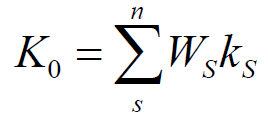 $K_0 = \sum_{s}^{n} W_S k_S$